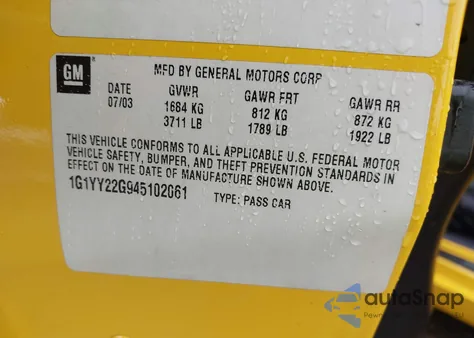 GM
MFD BY GENERAL MOTORS CORP
DATE GVWR GAWR FRT GAWR RR
07/03 1684 KG 812 KG 872 KG
3711 LB 1789 LB 1922 LB
THIS VEHICLE CONFORMS TO ALL APPLICABLE U.S. FEDERAL MOTOR
VEHICLE SAFETY, BUMPER, AND THEFT PREVENTION STANDARDS IN
EFFECT ON THE DATE OF MANUFACTURE SHOWN ABOVE.
1G1YY22G945102061 TYPE: PASS CAR
autoSnap